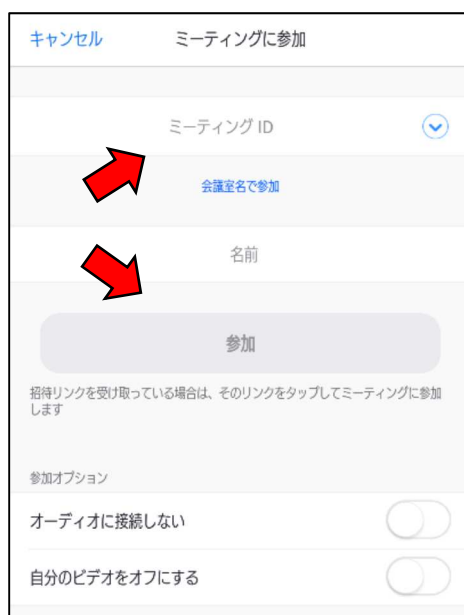 キャンセル ミーティングに参加
ミーティング ID
会議室名で参加
名前
参加
招待リンクを受け取っている場合は、そのリンクをタップしてミーティングに参加
します
参加オプション
オーディオに接続しない
自分のビデオをオフにする